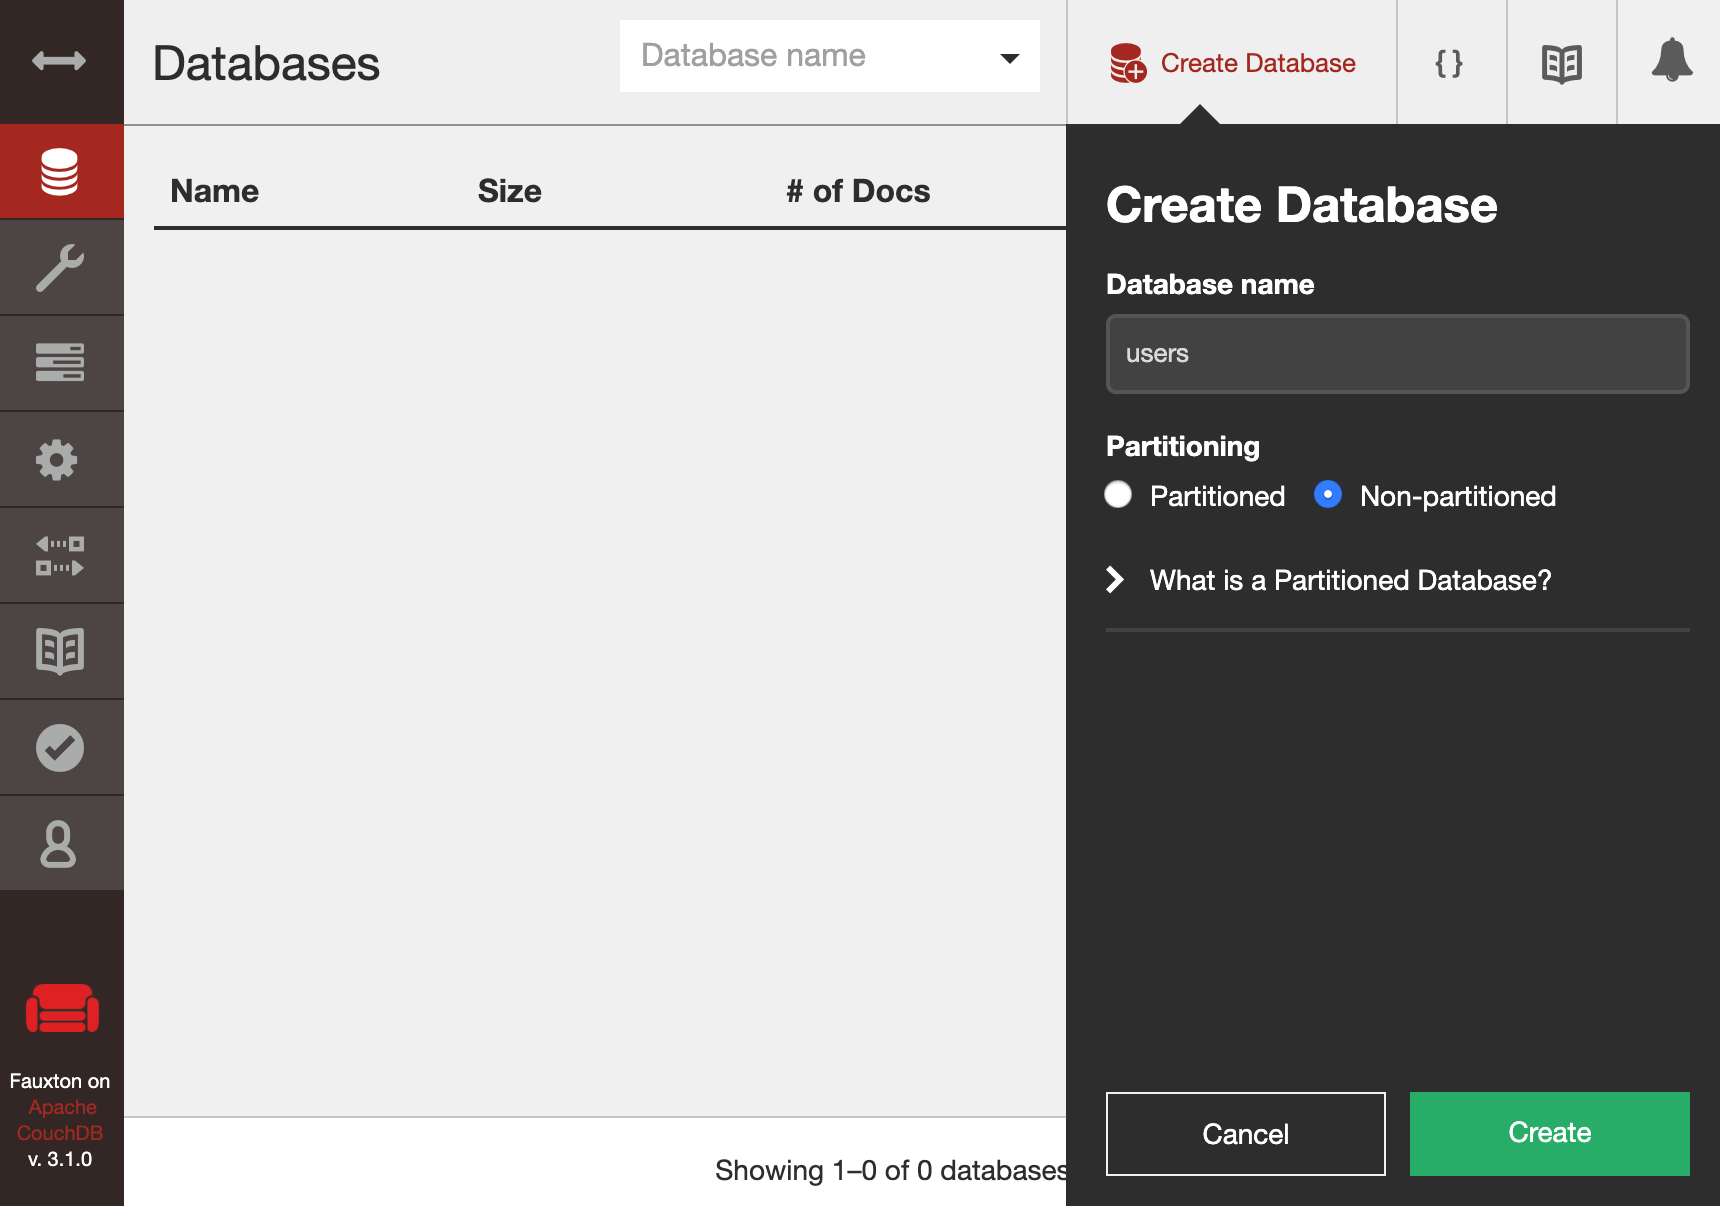 Databases
Database name
Create Database
{ }
Name Size # of Docs
Create Database
Database name
users
Partitioning
Partitioned Non-partitioned
What is a Partitioned Database?
Cancel Create
Fauxton on
Apache
CouchDB
v. 3.1.0
Showing 1–0 of 0 databases